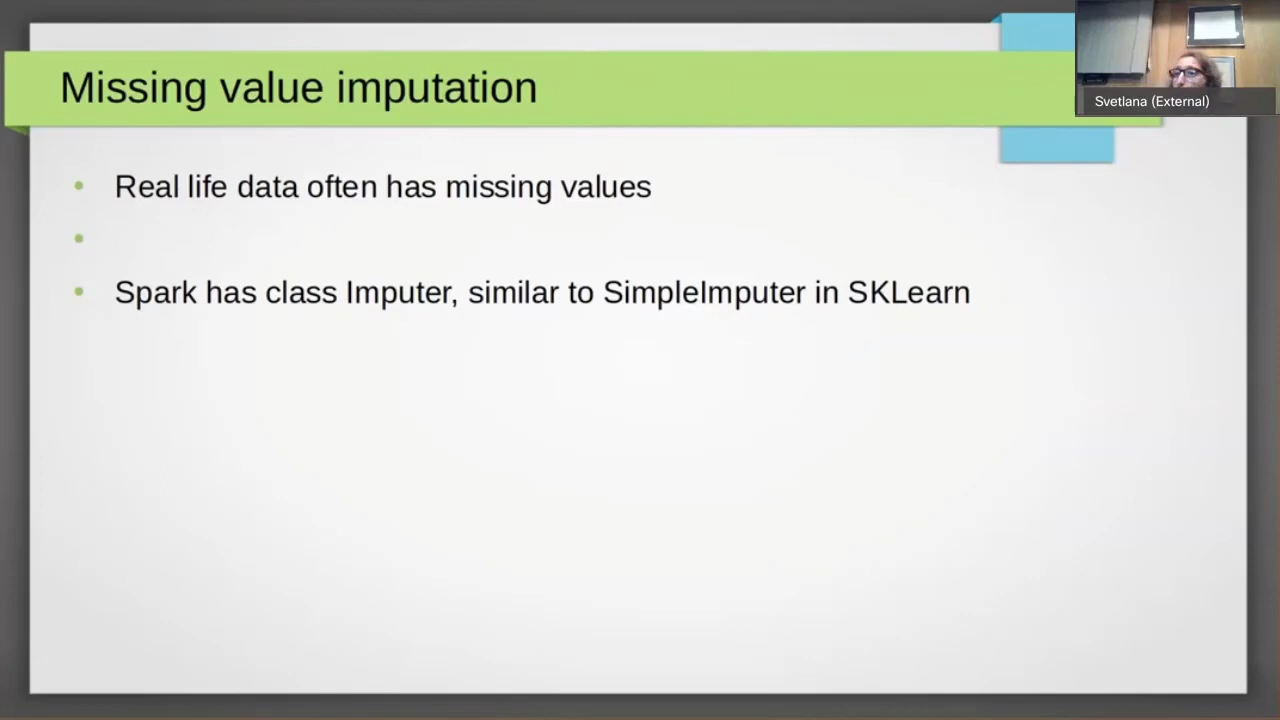 Missing value imputation
Svetlana (External)
Real life data often has missing values
Spark has class Imputer, similar to SimpleImputer in SKLearn